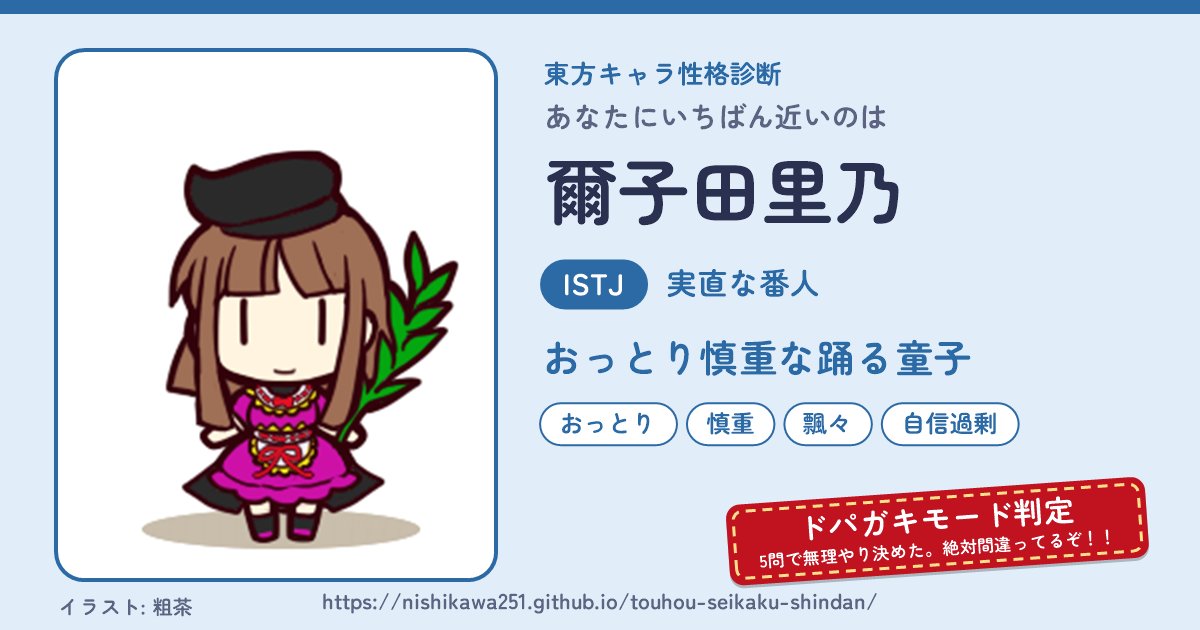 東方キャラ性格診断
あなたにいちばん近いのは
爾子田里乃
ISTJ 実直な番人
おっとり慎重な踊る童子
おっとり 慎重 飄々 自信過剰
ドパガキモード判定
5問で無理やり決めた。絶対間違ってるぞ！！
イラスト: 粗茶
https://nishikawa251.github.io/touhou-seikaku-shindan/